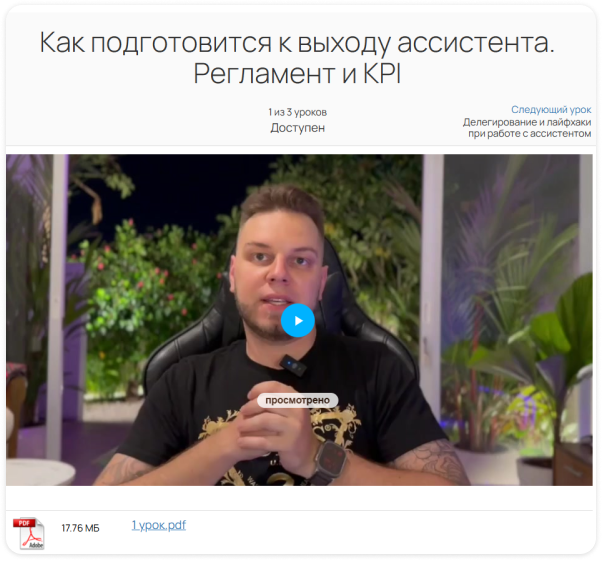 Как подготовится к выходу ассистента.
Регламент и KPI
1 из 3 уроков
Доступен
Следующий урок
Делегирование и лайфхаки
при работе с ассистентом
просмотрено
PDF
Adobe
17.76 МБ
1 урок.pdf